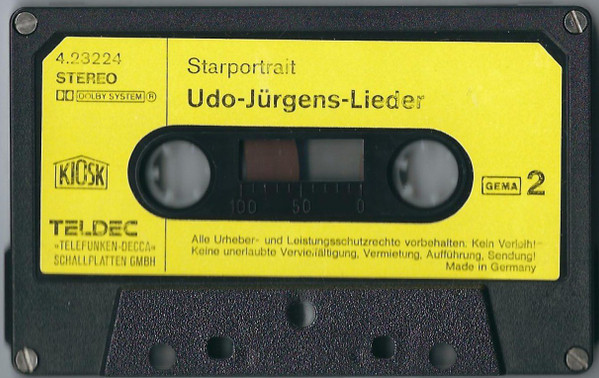 4.23224
STEREO
DOLBY SYSTEM ®
Starportrait
Udo-Jürgens-Lieder
KIOSK
100 50 0
GEMA 2
TELDEC
»TELEFUNKEN-DECCA«
SCHALLPLATTEN GMBH
Alle Urheber- und Leistungsschutzrechte vorbehalten. Kein Verleih!
Keine unerlaubte Vervielfältigung, Vermietung, Aufführung, Sendung!
Made in Germany